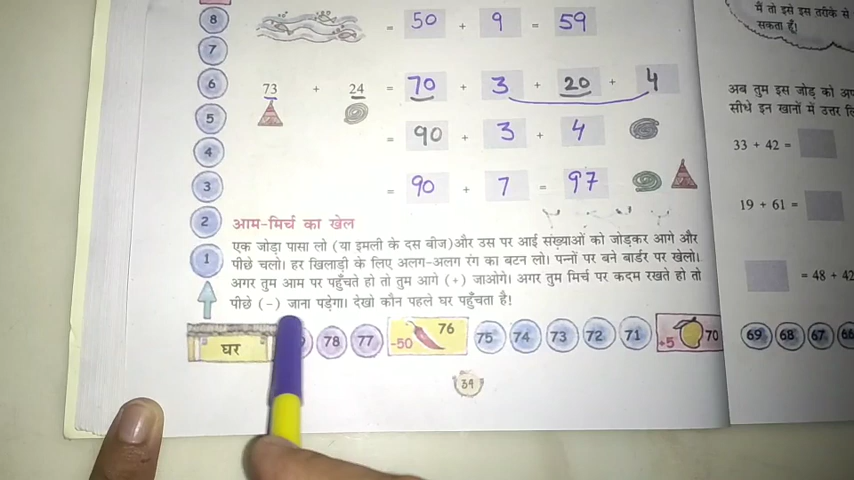 8
= 50 + 9 = 59
7
6
73 + 24 = 70 + 3 + 20 + 4
5
= 90 + 3 + 4
4
3
= 90 + 7 = 97
2
आम-मिर्च का खेल
एक जोड़ा पासा लो (या इमली के दस बीज)और उस पर आई संख्याओं को जोड़कर आगे और
1
पीछे चलो। हर खिलाड़ी के लिए अलग-अलग रंग का बटन लो। पन्नों पर बने बार्डर पर खेलो।
अगर तुम आम पर पहुँचते हो तो तुम आगे (+) जाओगे। अगर तुम मिर्च पर कदम रखते हो तो
पीछे (-) जाना पड़ेगा। देखो कौन पहले घर पहुँचता है!
घर 78 77 -50 76 75 74 73 72 71 +5 70
39
मैं तो इसे इस तरीके से
सकता हूँ।
अब तुम इस जोड़ को अप
सीधे इन खानों में उत्तर लि
33 + 42 =
19 + 61 =
= 48 + 42
69 68 67 66